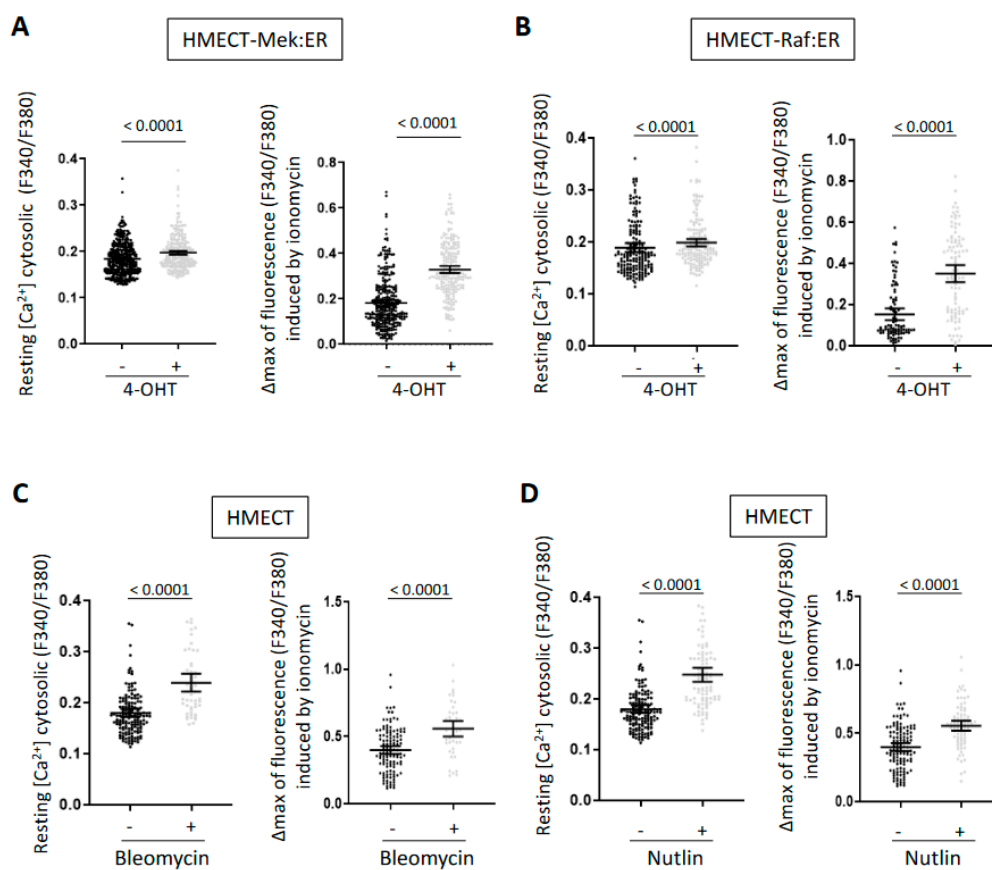 A
HMECT-Mek:ER
Resting [Ca²⁺] cytosolic (F340/F380)
< 0.0001
0.4
0.3
0.2
0.1
0.0
- +
4-OHT
Δmax of fluorescence (F340/F380)
induced by ionomycin
< 0.0001
0.8
0.6
0.4
0.2
0.0
- +
4-OHT
B
HMECT-Raf:ER
Resting [Ca²⁺] cytosolic (F340/F380)
< 0.0001
0.4
0.3
0.2
0.1
0.0
- +
4-OHT
Δmax of fluorescence (F340/F380)
induced by ionomycin
< 0.0001
1.0
0.8
0.6
0.4
0.2
0.0
- +
4-OHT
C
HMECT
Resting [Ca²⁺] cytosolic (F340/F380)
< 0.0001
0.4
0.3
0.2
0.1
0.0
- +
Bleomycin
Δmax of fluorescence (F340/F380)
induced by ionomycin
< 0.0001
1.5
1.0
0.5
0.0
- +
Bleomycin
D
HMECT
Resting [Ca²⁺] cytosolic (F340/F380)
< 0.0001
0.4
0.3
0.2
0.1
0.0
- +
Nutlin
Δmax of fluorescence (F340/F380)
induced by ionomycin
< 0.0001
1.5
1.0
0.5
0.0
- +
Nutlin